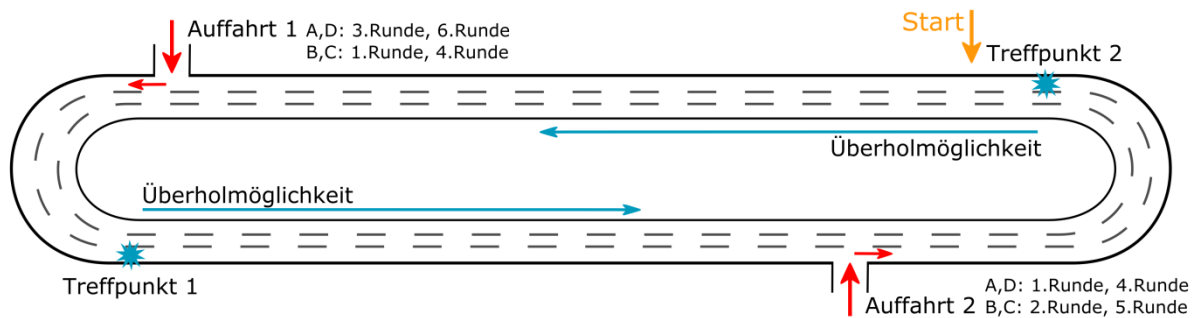 Auffahrt 1
A,D: 3.Runde, 6.Runde
B,C: 1.Runde, 4.Runde
Start
Treffpunkt 2
Überholmöglichkeit
Überholmöglichkeit
Treffpunkt 1
Auffahrt 2
A,D: 1.Runde, 4.Runde
B,C: 2.Runde, 5.Runde